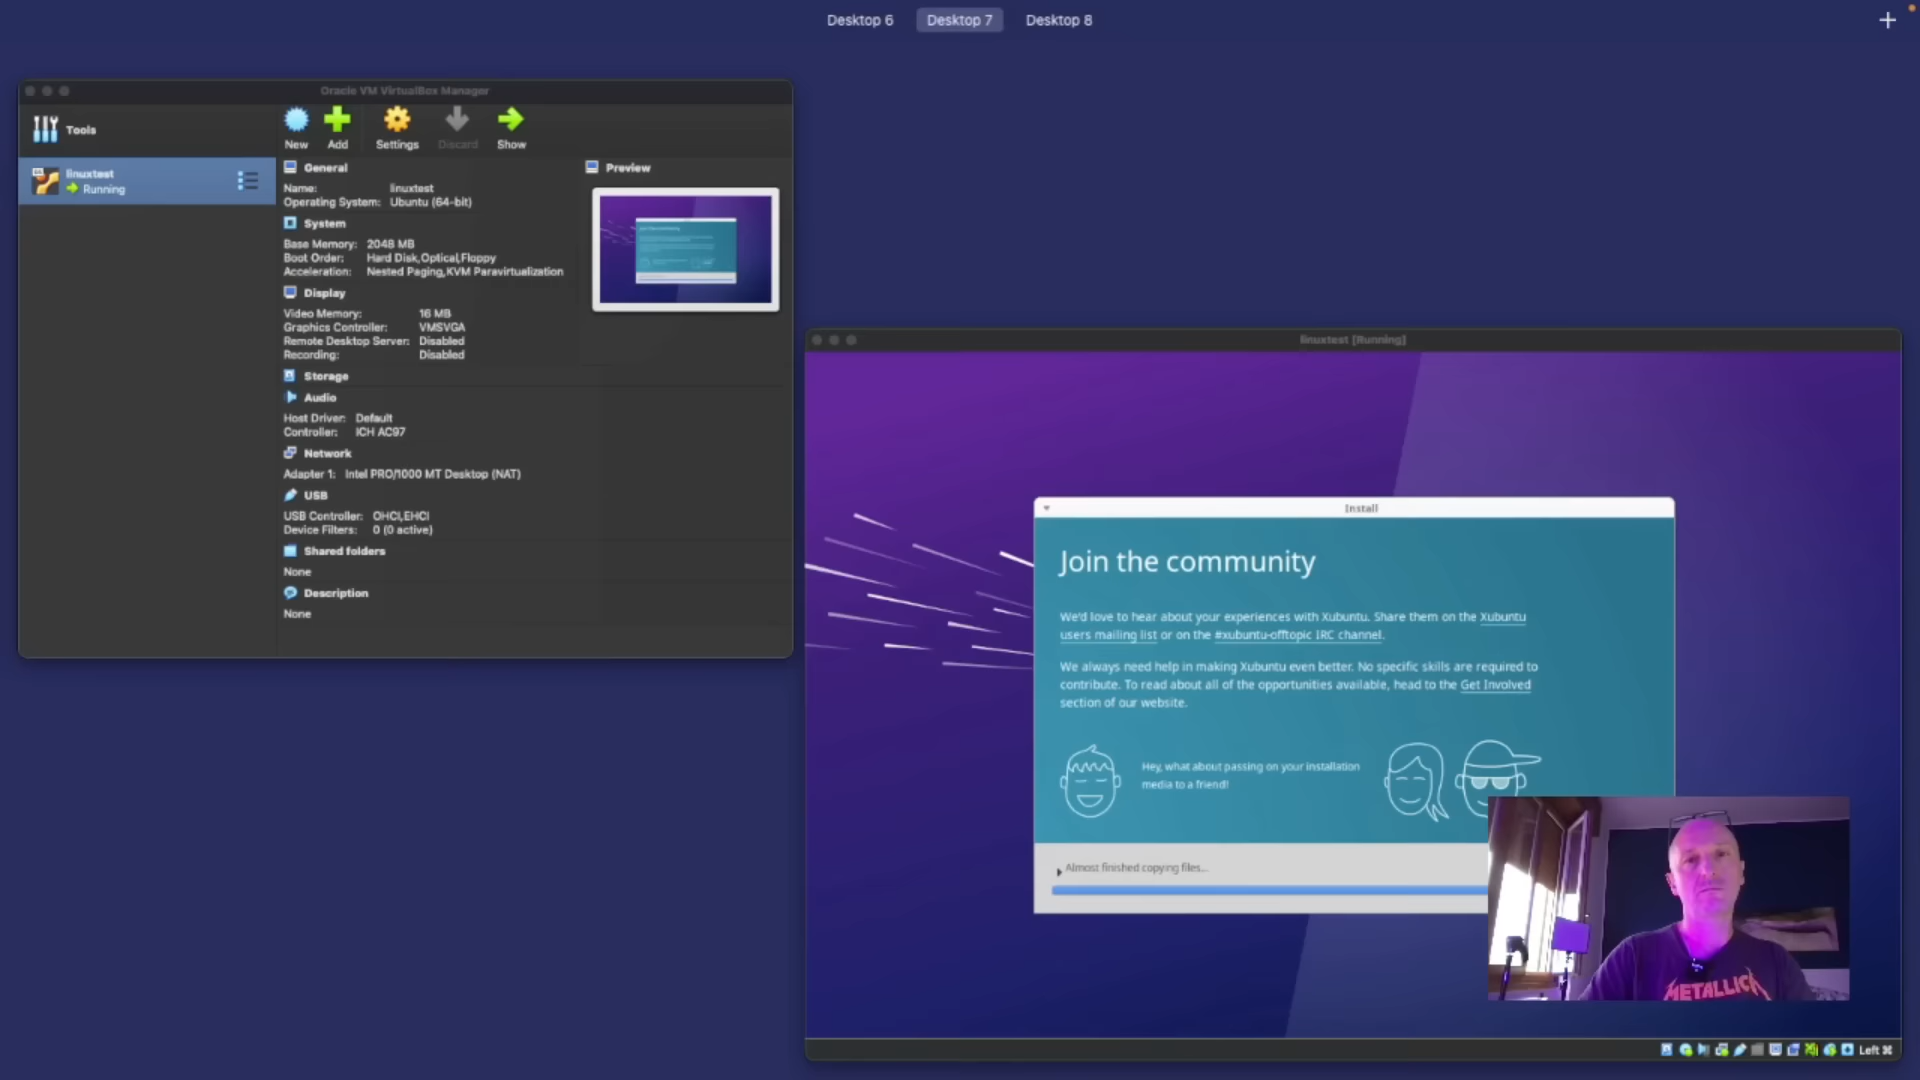 Desktop 6 Desktop 7 Desktop 8
Oracle VM VirtualBox Manager
Tools
New Add Settings Discard Show
linuxtest
Running
General
Name: linuxtest
Operating System: Ubuntu (64-bit)
System
Base Memory: 2048 MB
Boot Order: Hard Disk,Optical,Floppy
Acceleration: Nested Paging,KVM Paravirtualization
Display
Video Memory: 16 MB
Graphics Controller: VMSVGA
Remote Desktop Server: Disabled
Recording: Disabled
Storage
Audio
Host Driver: Default
Controller: ICH AC97
Network
Adapter 1: Intel PRO/1000 MT Desktop (NAT)
USB
USB Controller: OHCI,EHCI
Device Filters: 0 (0 active)
Shared folders
None
Description
None
Preview
linuxtest [Running]
Install
Join the community
We'd love to hear about your experiences with Xubuntu. Share them on the Xubuntu
users mailing list or on the #xubuntu-offtopic IRC channel.
We always need help in making Xubuntu even better. No specific skills are required to
contribute. To read about all of the opportunities available, head to the Get Involved
section of our website.
Hey, what about passing on your installation
media to a friend!
Almost finished copying files...
METALLICA
Left ⌘